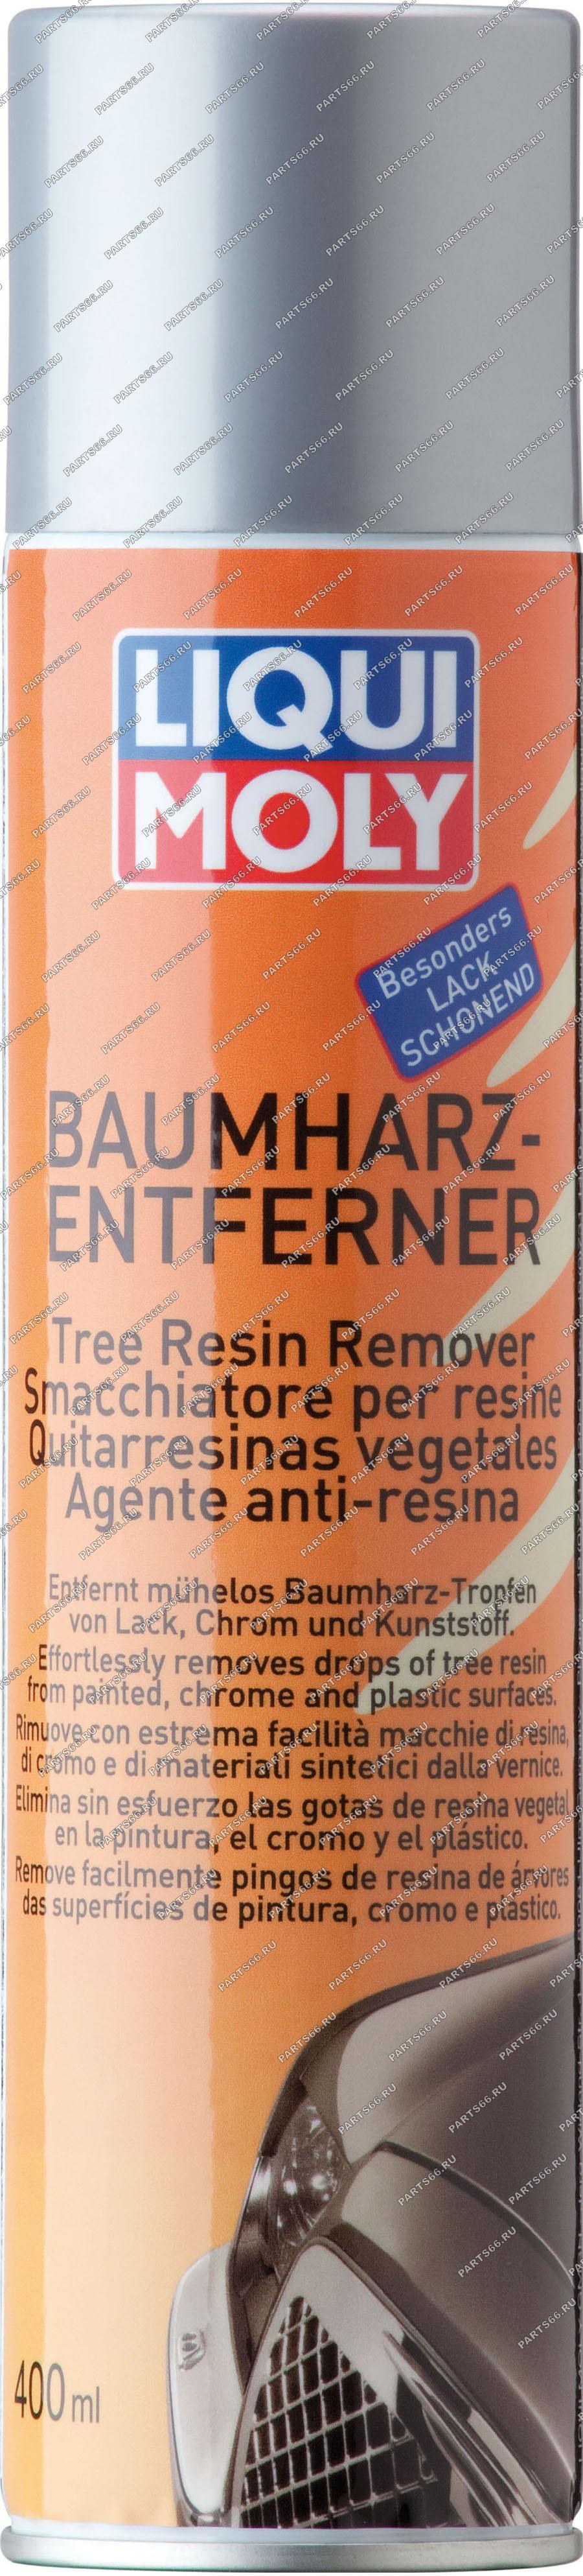 LIQUI
MOLY
Besonders
LACK
SCHONEND
BAUMHARZ-
ENTFERNER
Tree Resin Remover
Smacchiatore per resine
Quitarresinas vegetales
Agente anti-resina
Entfernt mühelos Baumharz-Tropfen
von Lack, Chrom und Kunststoff.
Effortlessly removes drops of tree resin
from painted, chrome and plastic surfaces.
Rimuove con estrema facilità macchie di resina,
di cromo e di materiali sintetici dalla vernice.
Elimina sin esfuerzo las gotas de resina vegetal
en la pintura, el cromo y el plástico.
Remove facilmente pingos de resina de árvores
das superfícies de pintura, cromo e plástico.
400 ml
PARTS66.RU